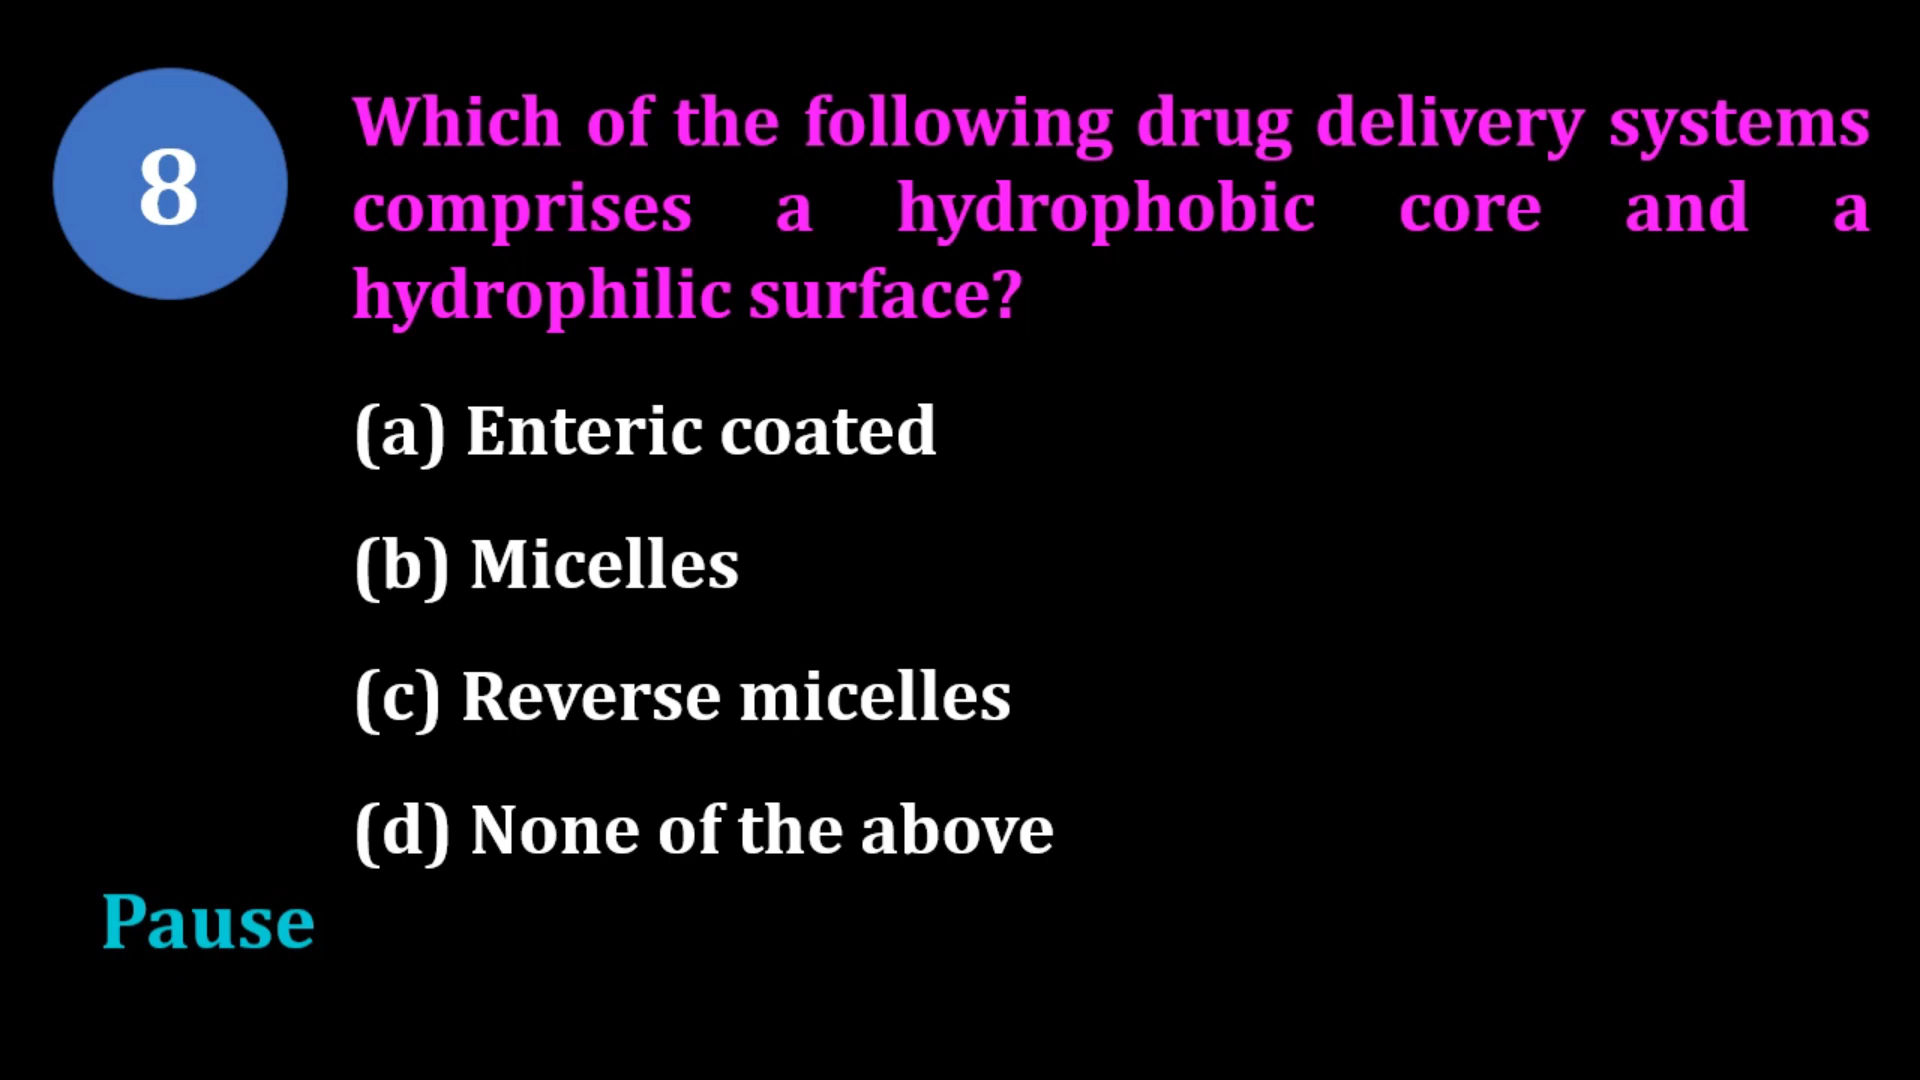 8
Which of the following drug delivery systems
comprises a hydrophobic core and a
hydrophilic surface?
(a) Enteric coated
(b) Micelles
(c) Reverse micelles
(d) None of the above
Pause